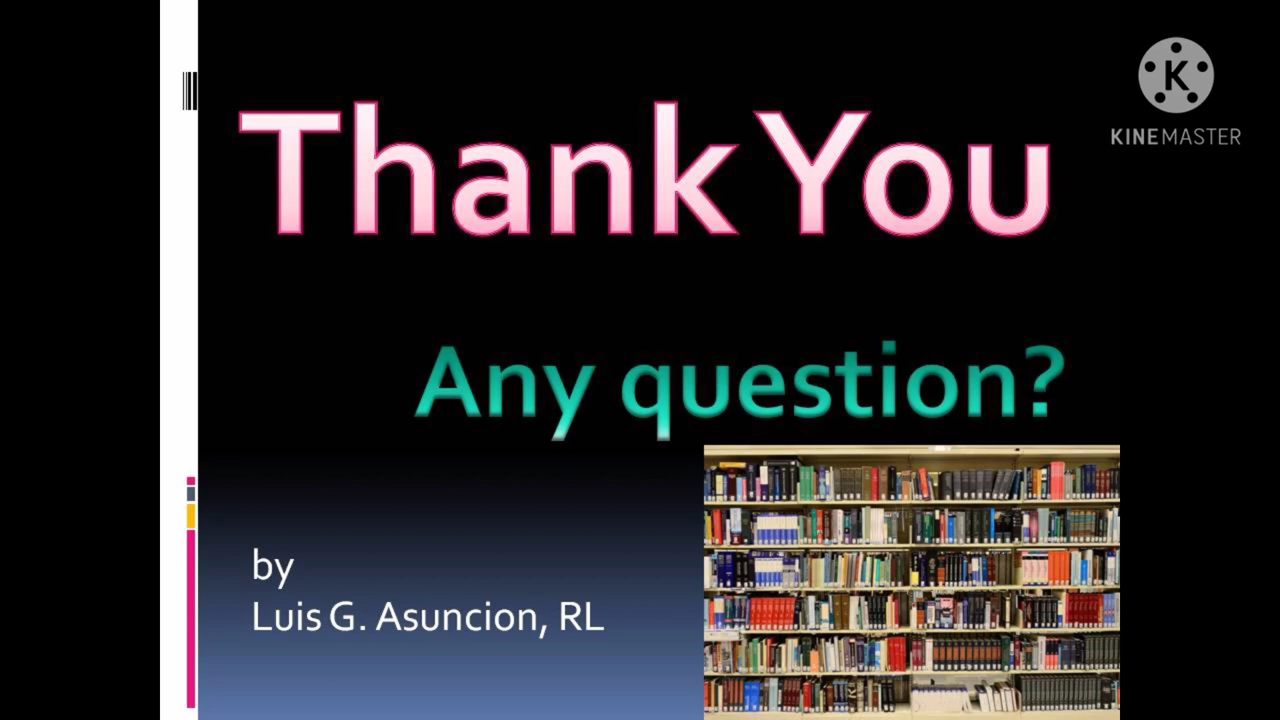 K
KINEMASTER
Thank You
Any question?
by
Luis G. Asuncion, RL